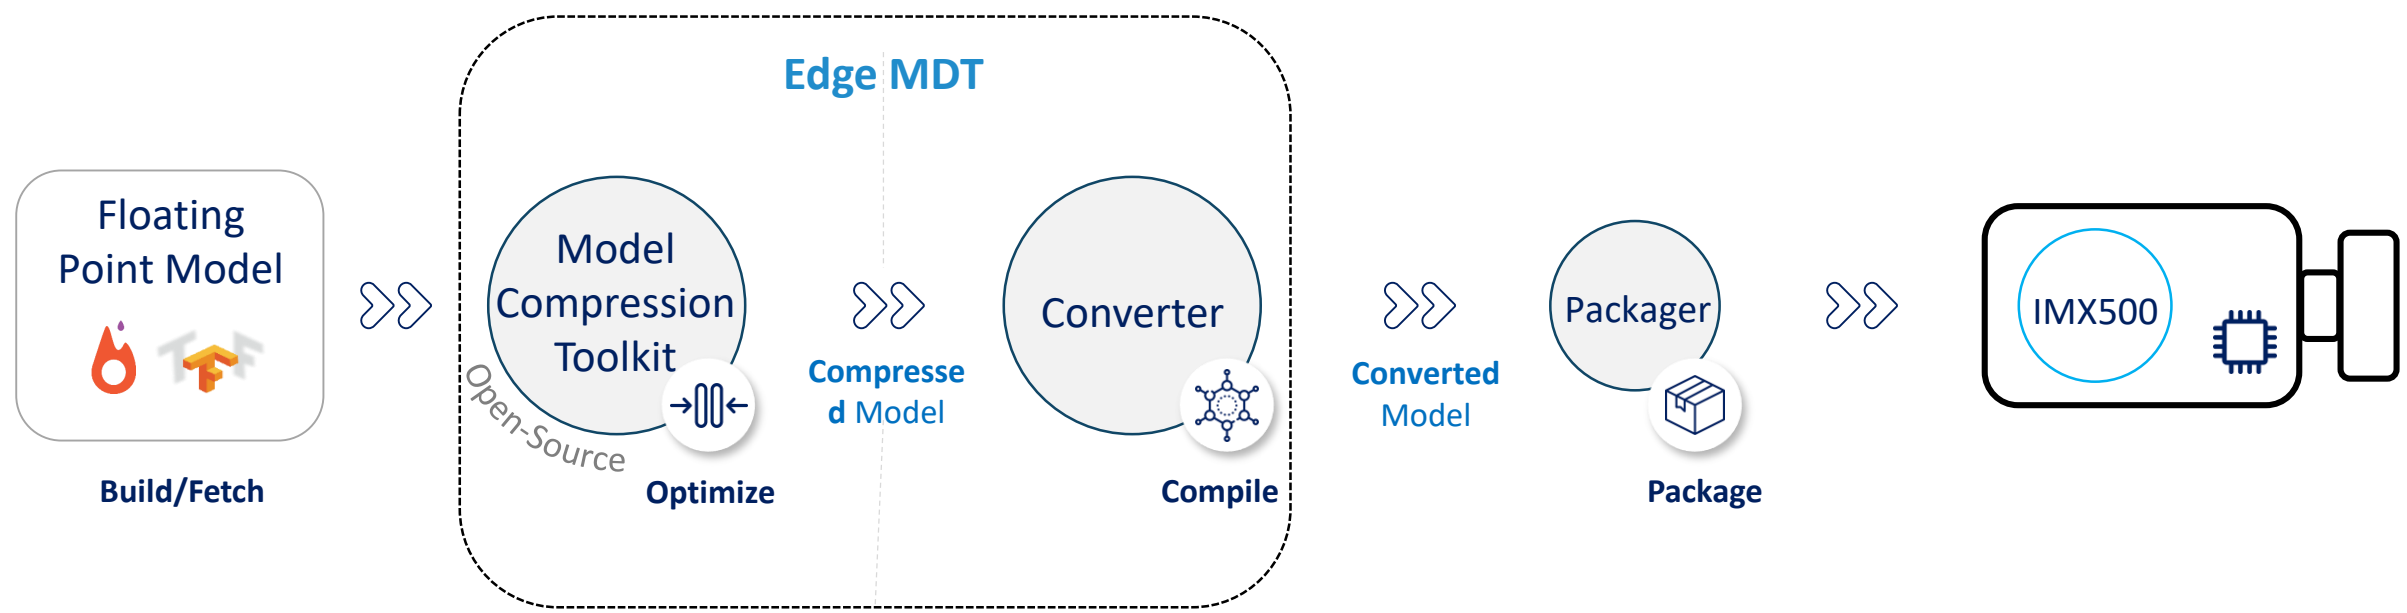 Edge MDT
Floating
Point Model
Build/Fetch
Model
Compression
Toolkit
Open-Source
Optimize
Compresse
d Model
Converter
Compile
Converted
Model
Packager
Package
IMX500